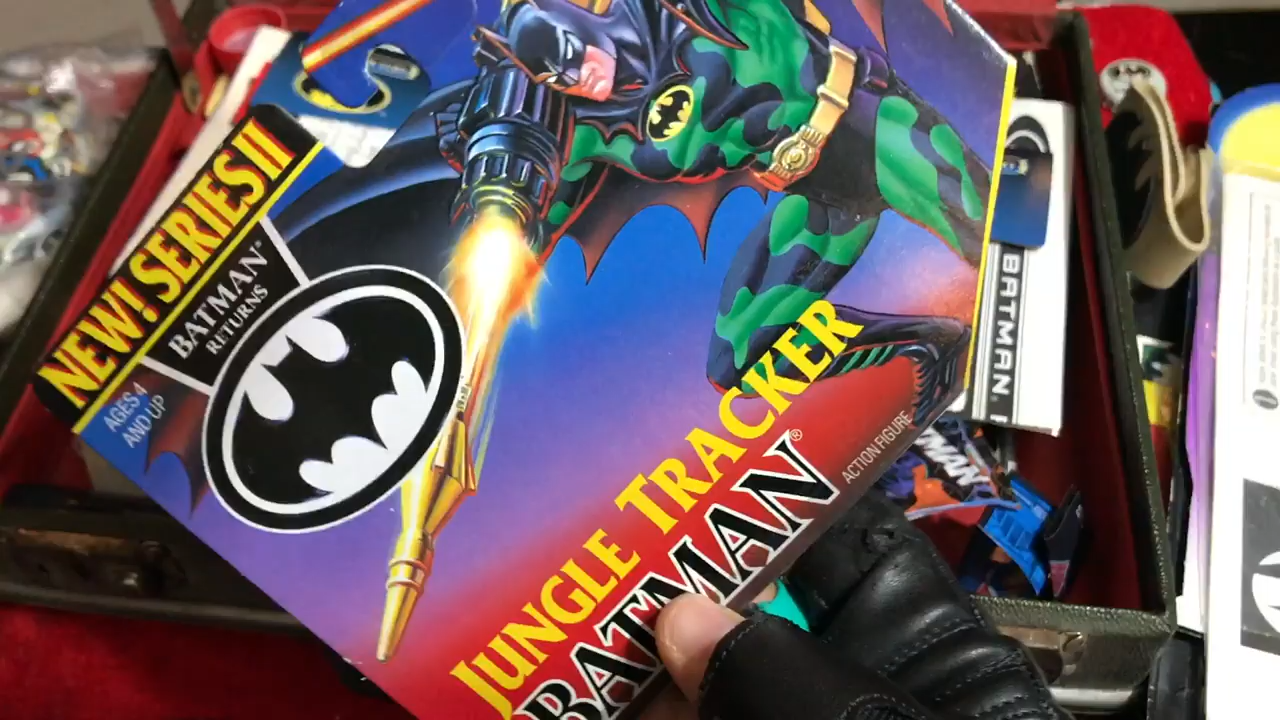 NEW! SERIES II
BATMAN®
RETURNS
AGES 4
AND UP
JUNGLE TRACKER
BATMAN®
ACTION FIGURE
BATMAN.